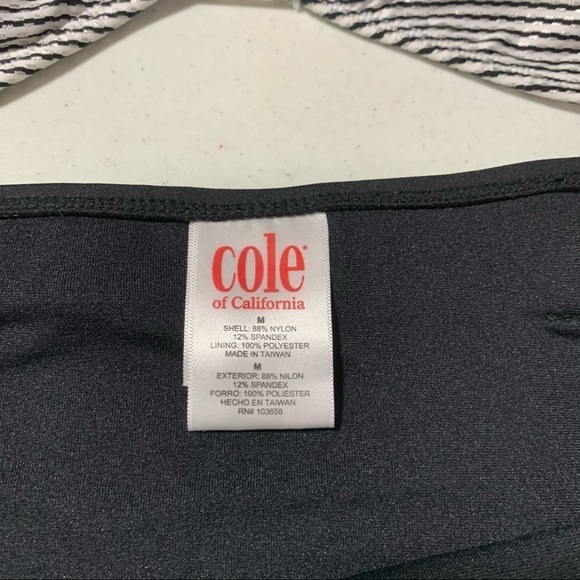 cole®
of California
M
SHELL: 88% NYLON
12% SPANDEX
LINING: 100% POLYESTER
MADE IN TAIWAN
M
EXTERIOR: 88% NILON
12% SPANDEX
FORRO: 100% POLIESTER
HECHO EN TAIWAN
RN# 103658